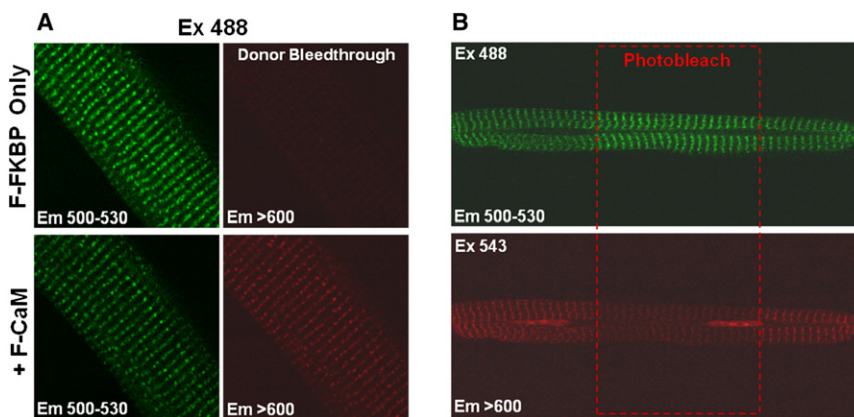 A
Ex 488
F-FKBP Only
Donor Bleedthrough
Em 500-530
Em >600
+ F-CaM
Em 500-530
Em >600
B
Ex 488
Photobleach
Em 500-530
Ex 543
Em >600